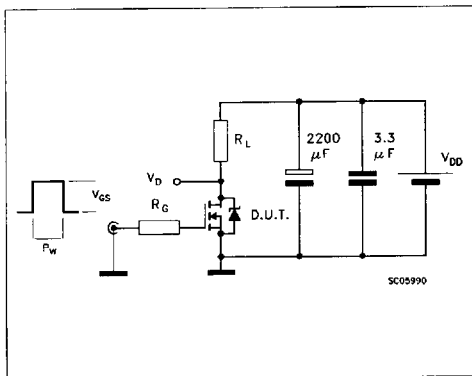 R_L
2200 µF
3.3 µF
V_DD
V_D
V_GS
R_G
D.U.T.
P_W
SC05990